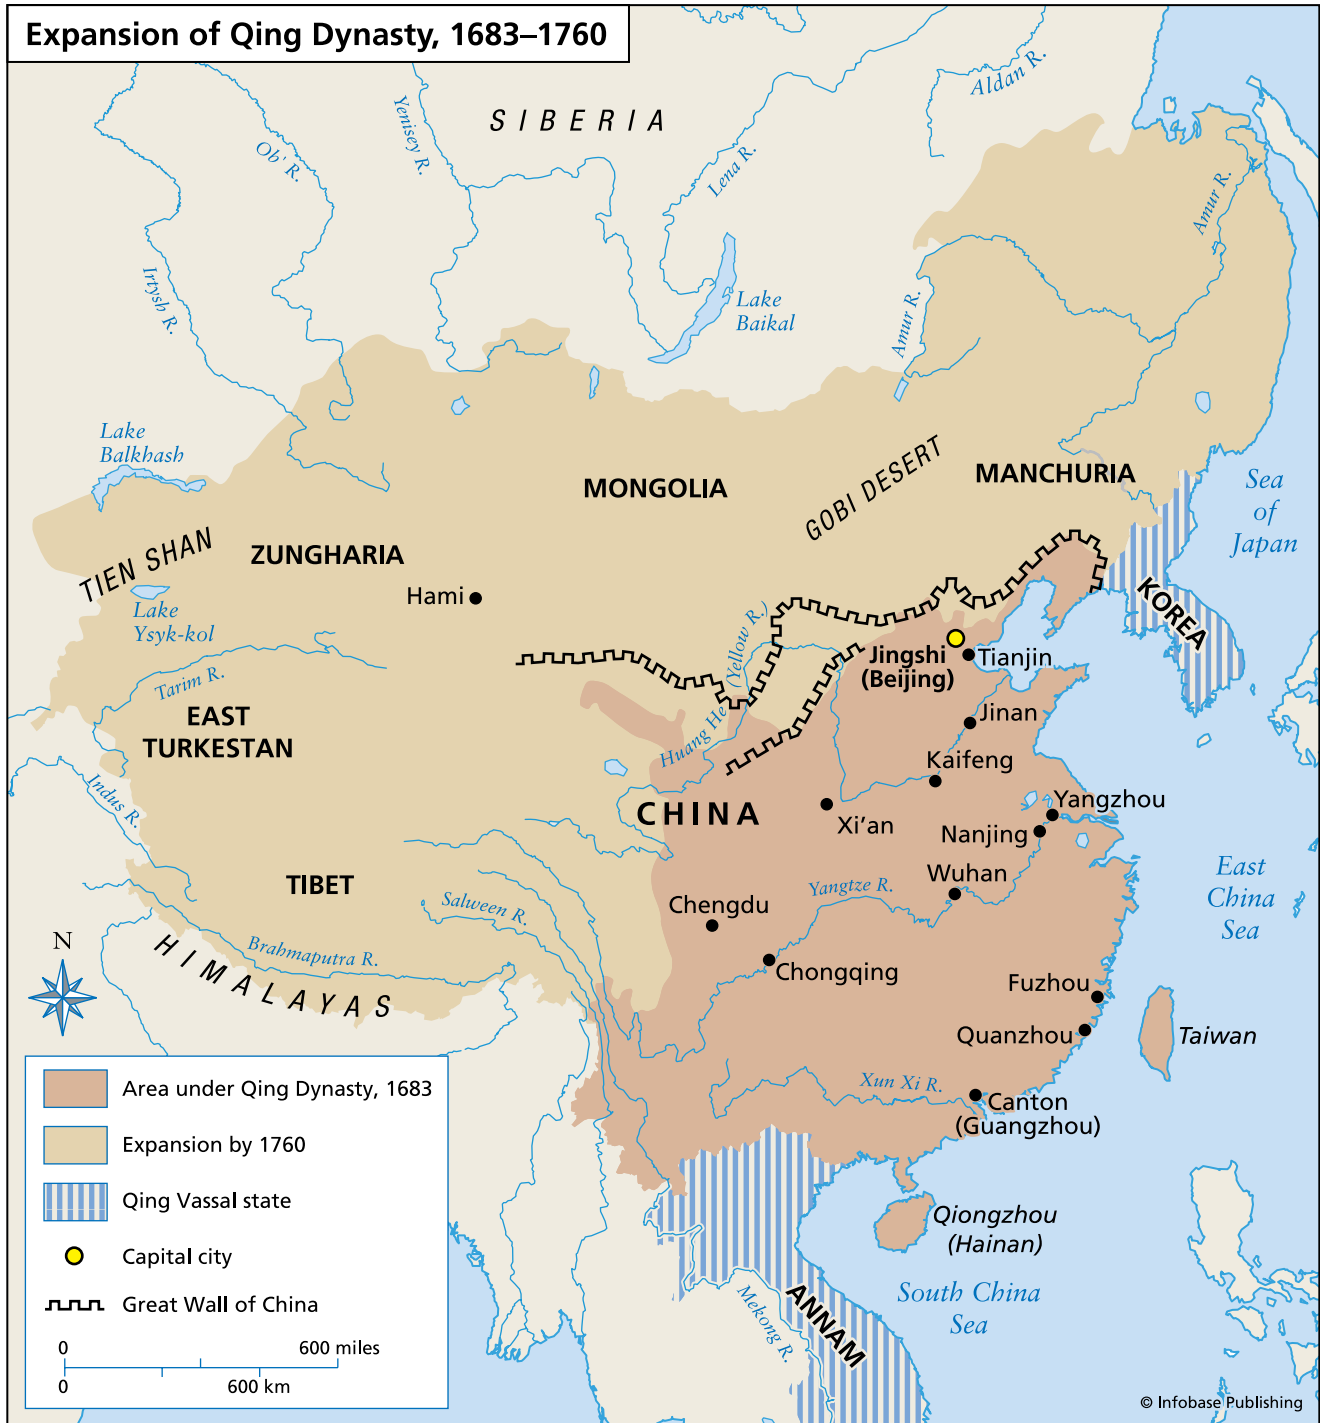 Expansion of Qing Dynasty, 1683–1760
SIBERIA
Aldan R.
Yenisey R.
Ob' R.
Lena R.
Amur R.
Irtysh R.
Lake
Baikal
Amur R.
Lake
Balkhash
MONGOLIA
GOBI DESERT
MANCHURIA
Sea
of
Japan
TIEN SHAN
ZUNGHARIA
Hami
Lake
Ysyk-kol
KOREA
Huang He (Yellow R.)
Jingshi
(Beijing)
Tianjin
Tarim R.
EAST
TURKESTAN
Jinan
Kaifeng
Indus R.
CHINA
Xi’an
Yangzhou
Nanjing
TIBET
Salween R.
Yangtze R.
Wuhan
East
China
Sea
Chengdu
N
HIMALAYAS
Brahmaputra R.
Chongqing
Fuzhou
Quanzhou
Taiwan
Xun Xi R.
Canton
(Guangzhou)
Qiongzhou
(Hainan)
South China
Sea
ANNAM
Mekong R.
Area under Qing Dynasty, 1683
Expansion by 1760
Qing Vassal state
Capital city
Great Wall of China
0 600 miles
0 600 km
© Infobase Publishing